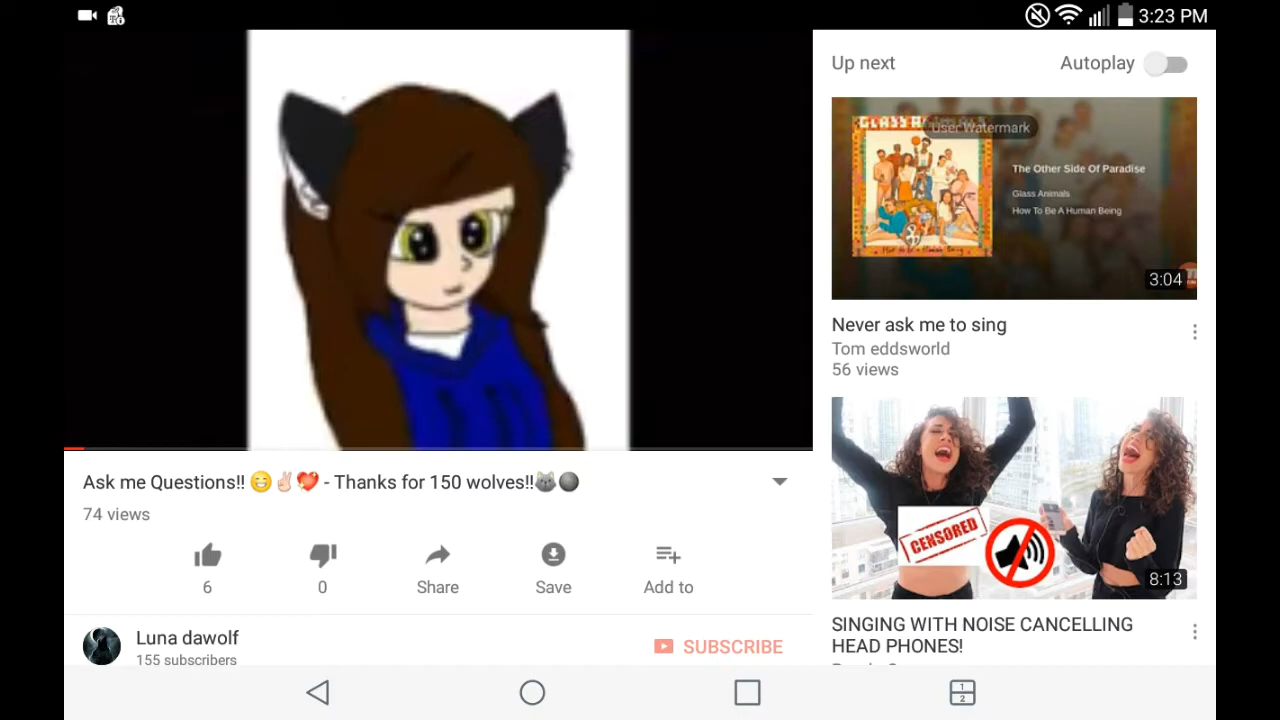 3:23 PM
Up next
Autoplay
User Watermark
The Other Side Of Paradise
Glass Animals
How To Be A Human Being
3:04
Never ask me to sing
Tom eddsworld
56 views
CENSORED
8:13
SINGING WITH NOISE CANCELLING
HEAD PHONES!
Ask me Questions!! 😁✌🏻💖 - Thanks for 150 wolves!!🐺🌑
74 views
6
0
Share
Save
Add to
Luna dawolf
155 subscribers
SUBSCRIBE
1
2